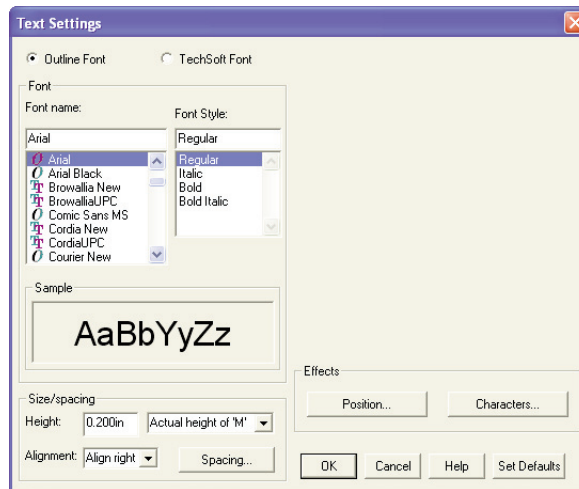 Text Settings
Outline Font
TechSoft Font
Font
Font name:
Font Style:
Arial
Regular
Arial
Arial Black
Browallia New
BrowalliaUPC
Comic Sans MS
Cordia New
CordiaUPC
Courier New
Regular
Italic
Bold
Bold Italic
Sample
AaBbYyZz
Size/spacing
Height: 0.200in Actual height of 'M'
Alignment: Align right Spacing...
Effects
Position... Characters...
OK Cancel Help Set Defaults